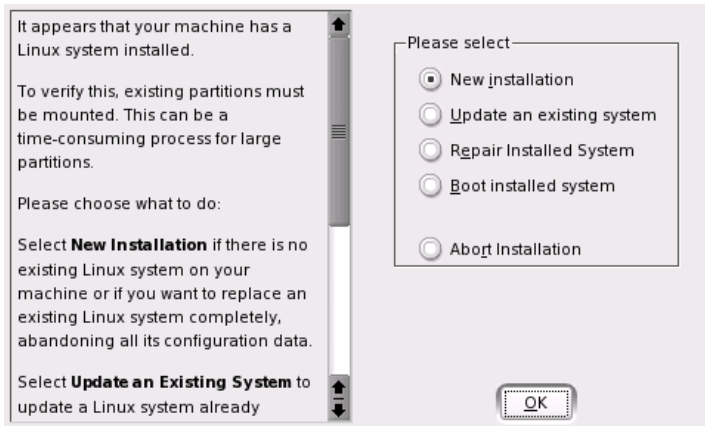 It appears that your machine has a
Linux system installed.
To verify this, existing partitions must
be mounted. This can be a
time-consuming process for large
partitions.
Please choose what to do:
Select New Installation if there is no
existing Linux system on your
machine or if you want to replace an
existing Linux system completely,
abandoning all its configuration data.
Select Update an Existing System to
update a Linux system already
Please select
New installation
Update an existing system
Repair Installed System
Boot installed system
Abort Installation
OK